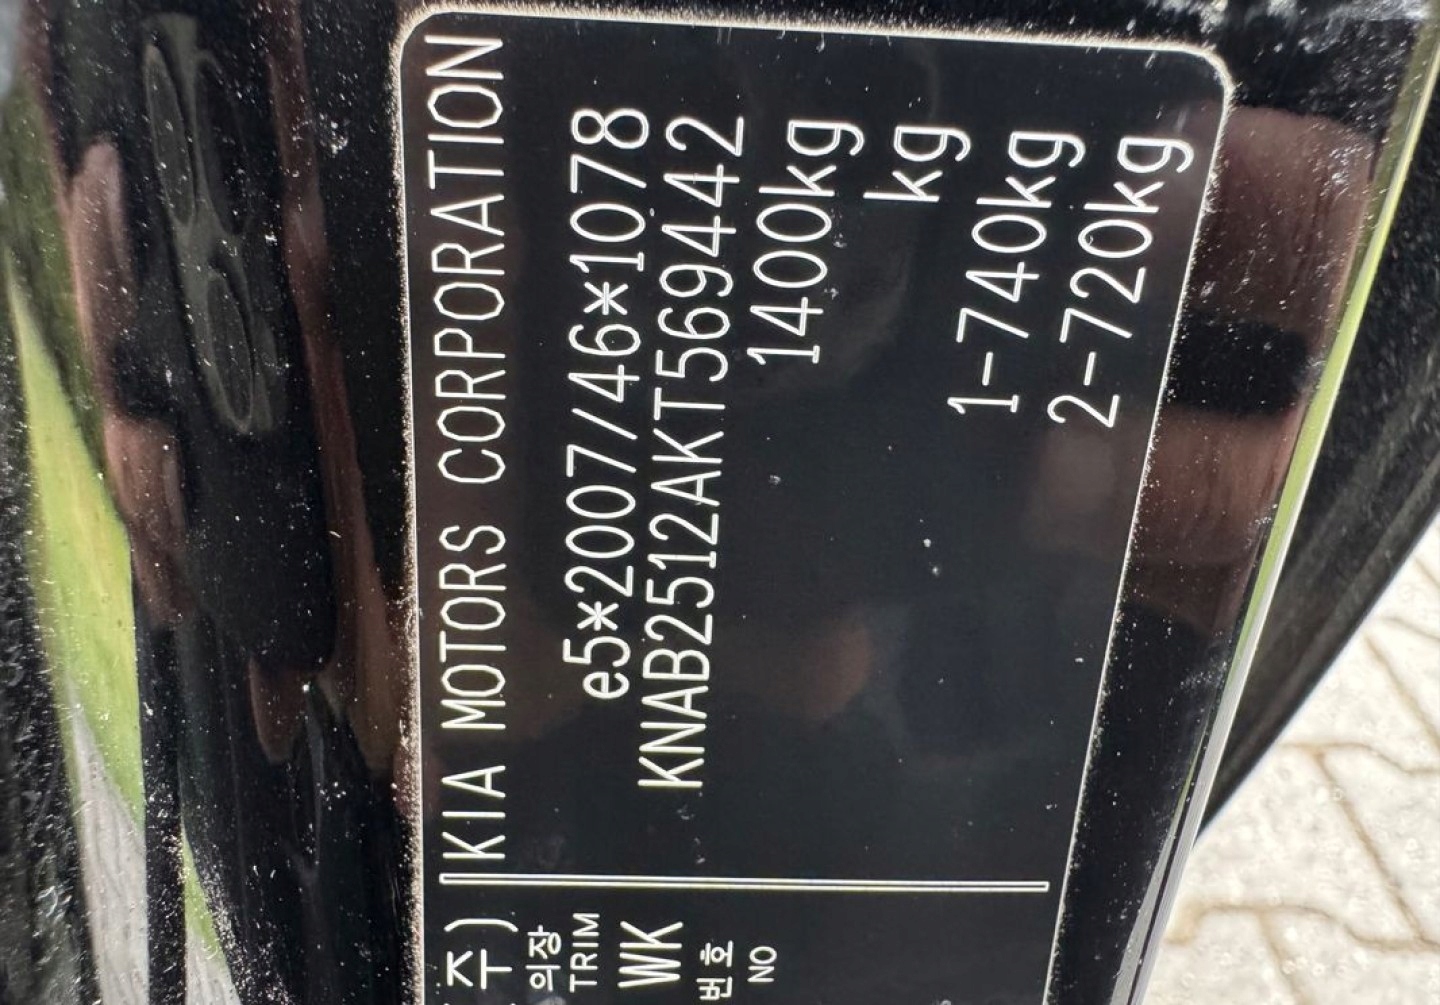 주) KIA MOTORS CORPORATION
의장
TRIM
e5*2007/46*1078
WK
KNAB2512AKT569442
번호
NO
1400kg
kg
1-740kg
2-720kg